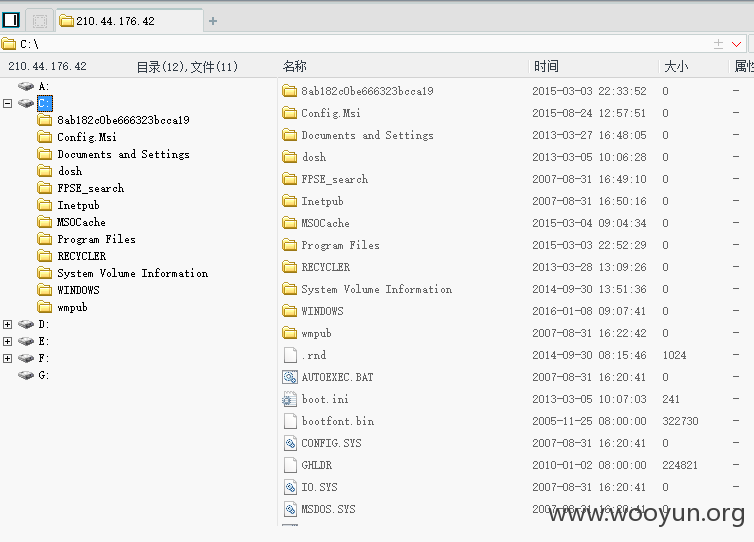 210.44.176.42
C:\
210.44.176.42 目录(12),文件(11) 名称 时间 大小 属性
A:
C:
8ab182c0be666323bcca19
Config.Msi
Documents and Settings
dosh
FPSE_search
Inetpub
MSOCache
Program Files
RECYCLER
System Volume Information
WINDOWS
wmpub
D:
E:
F:
G:
8ab182c0be666323bcca19 2015-03-03 22:33:52 0 -
Config.Msi 2015-08-24 12:57:51 0 -
Documents and Settings 2013-03-27 16:48:05 0 -
dosh 2013-03-05 10:06:28 0 -
FPSE_search 2007-08-31 16:49:10 0 -
Inetpub 2007-08-31 16:50:16 0 -
MSOCache 2015-03-04 09:04:34 0 -
Program Files 2015-03-03 22:52:29 0 -
RECYCLER 2013-03-28 13:09:26 0 -
System Volume Information 2014-09-30 13:51:36 0 -
WINDOWS 2016-01-08 09:07:41 0 -
wmpub 2007-08-31 16:22:42 0 -
.rnd 2014-09-30 08:15:46 1024 -
AUTOEXEC.BAT 2007-08-31 16:20:41 0 -
boot.ini 2013-03-05 10:07:03 241 -
bootfont.bin 2005-11-25 08:00:00 322730 -
CONFIG.SYS 2007-08-31 16:20:41 0 -
GHLDR 2010-01-02 08:00:00 224821 -
IO.SYS 2007-08-31 16:20:41 0 -
MSDOS.SYS 2007-08-31 16:20:41 0 -
www.wooyun.org